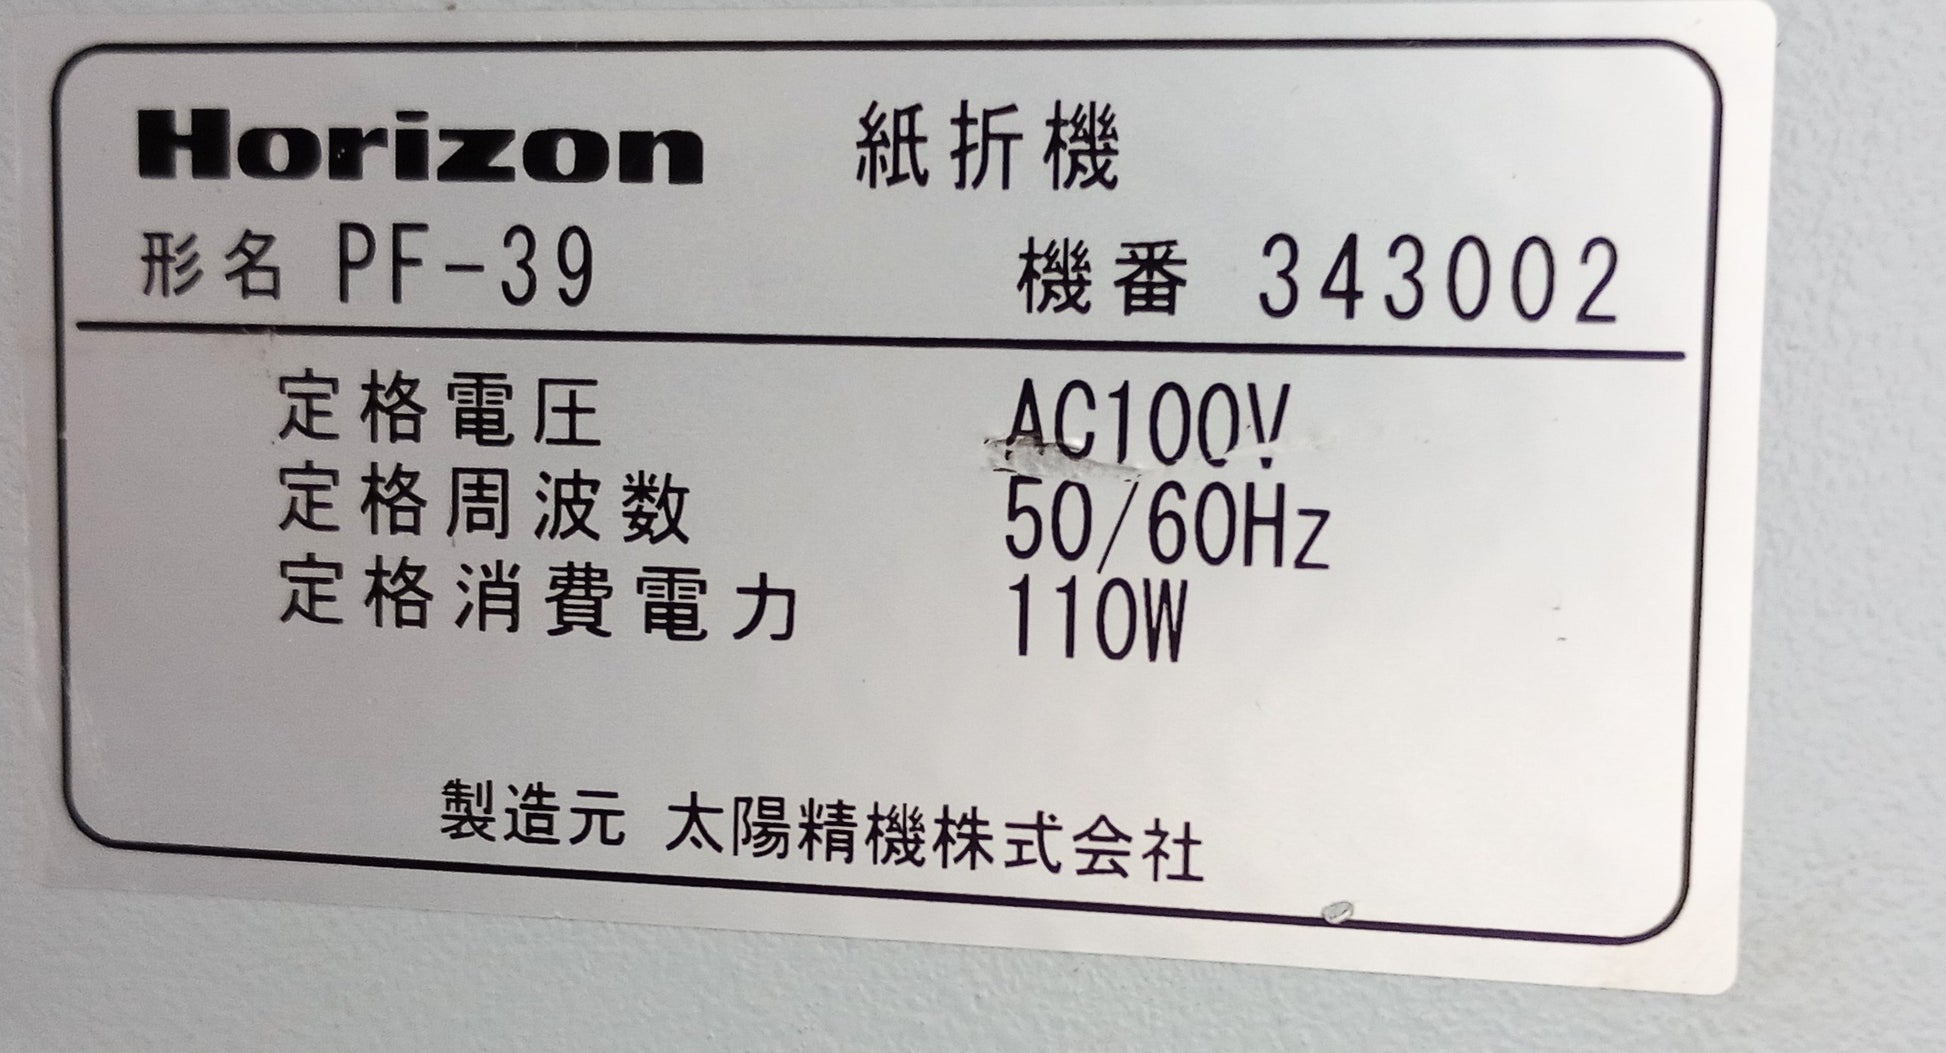 Horizon 紙折機
形名 PF-39 機番 343002
定格電圧 AC100V
定格周波数 50/60Hz
定格消費電力 110W
製造元 太陽精機株式会社